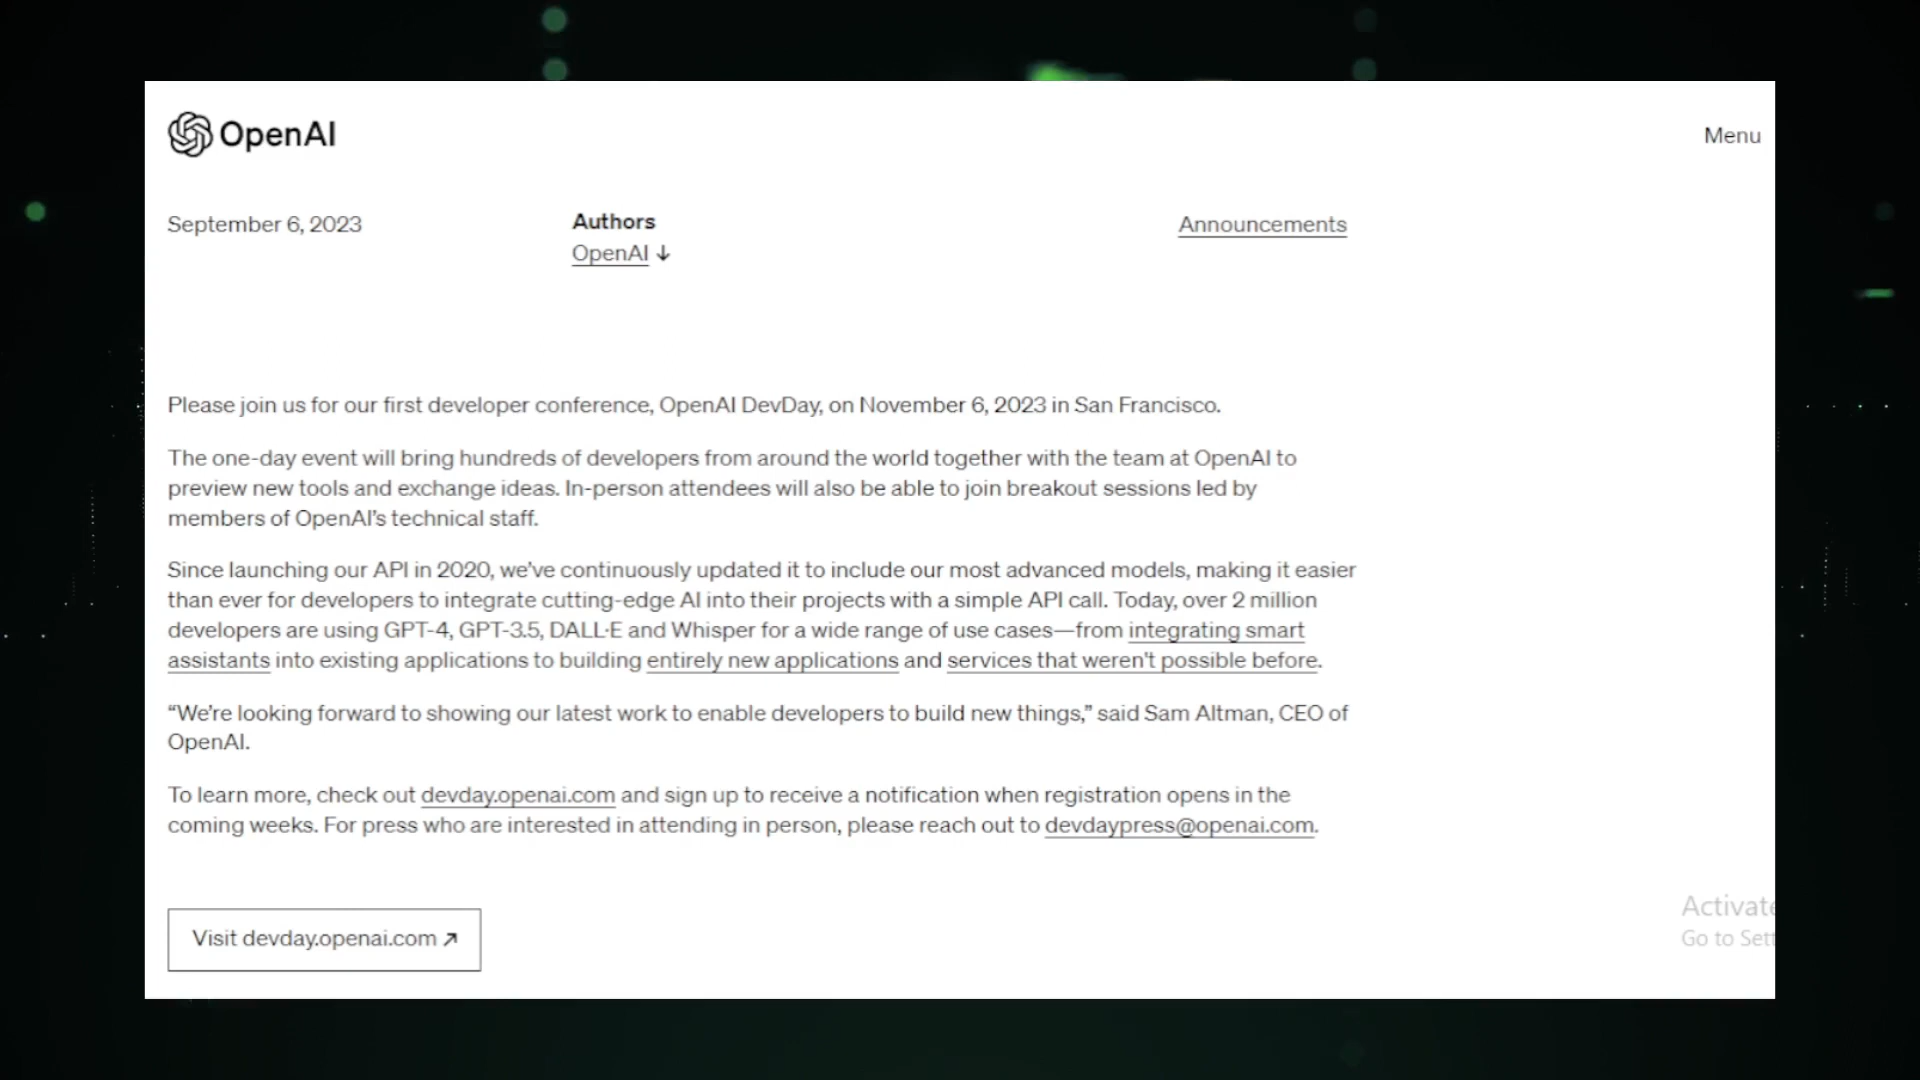 OpenAI
Menu
September 6, 2023
Authors
OpenAI ↓
Announcements
Please join us for our first developer conference, OpenAI DevDay, on November 6, 2023 in San Francisco.
The one-day event will bring hundreds of developers from around the world together with the team at OpenAI to
preview new tools and exchange ideas. In-person attendees will also be able to join breakout sessions led by
members of OpenAI’s technical staff.
Since launching our API in 2020, we’ve continuously updated it to include our most advanced models, making it easier
than ever for developers to integrate cutting-edge AI into their projects with a simple API call. Today, over 2 million
developers are using GPT-4, GPT-3.5, DALL·E and Whisper for a wide range of use cases—from integrating smart
assistants into existing applications to building entirely new applications and services that weren't possible before.
“We’re looking forward to showing our latest work to enable developers to build new things,” said Sam Altman, CEO of
OpenAI.
To learn more, check out devday.openai.com and sign up to receive a notification when registration opens in the
coming weeks. For press who are interested in attending in person, please reach out to devdaypress@openai.com.
Activate
Go to Sett
Visit devday.openai.com ↗